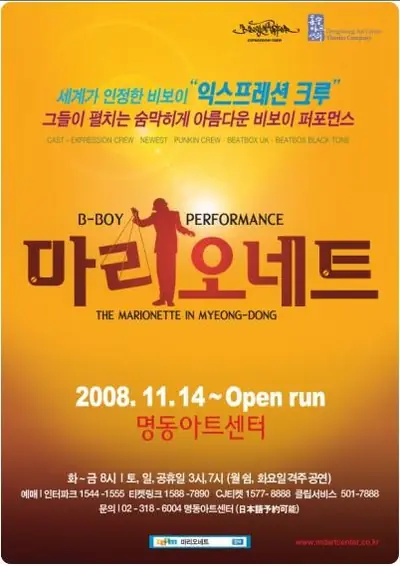 세계가 인정한 비보이 “익스프레션 크루”
그들이 펼치는 숨막히게 아름다운 비보이 퍼포먼스
CAST - EXPRESSION CREW NEWEST PUNKIN CREW BEATBOX UK BEATBOX BLACK TONE
B-BOY PERFORMANCE
마리오네트
THE MARIONETTE IN MYEONG-DONG
2008. 11. 14 ~ Open run
명동아트센터
화~금 8시 | 토, 일, 공휴일 3시,7시 (월 쉼, 화요일 격주 공연)
예매 | 인터파크 1544 -1555 티켓링크 1588 -7890 CJ티켓 1577- 8888 클립서비스 501-7888
문의 | 02 - 318 - 6004 명동아트센터 (日本語予約可能)
마리오네트
www.mdartcenter.co.kr